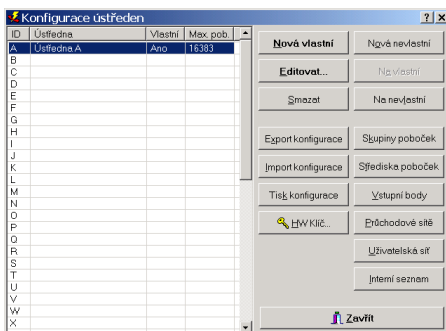 Konfigurace ústředen
ID Ústředna Vlastní Max. pob.
A Ústředna A Ano 16383
B
C
D
E
F
G
H
I
J
K
L
M
N
O
P
Q
R
S
T
U
V
W
X
Nová vlastní Nová nevlastní
Editovat... Na vlastní
Smazat Na nevlastní
Export konfigurace Skupiny poboček
Import konfigurace Střediska poboček
Tisk konfigurace Vstupní body
HW Klíč... Průchodové sítě
Uživatelská síť
Interní seznam
Zavřít